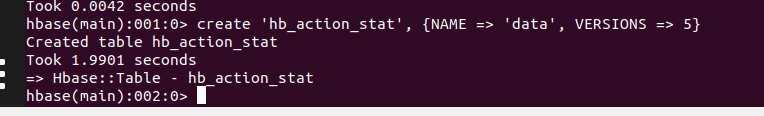 Took 0.0042 seconds
hbase(main):001:0> create 'hb_action_stat', {NAME => 'data', VERSIONS => 5}
Created table hb_action_stat
Took 1.9901 seconds
=> Hbase::Table - hb_action_stat
hbase(main):002:0>